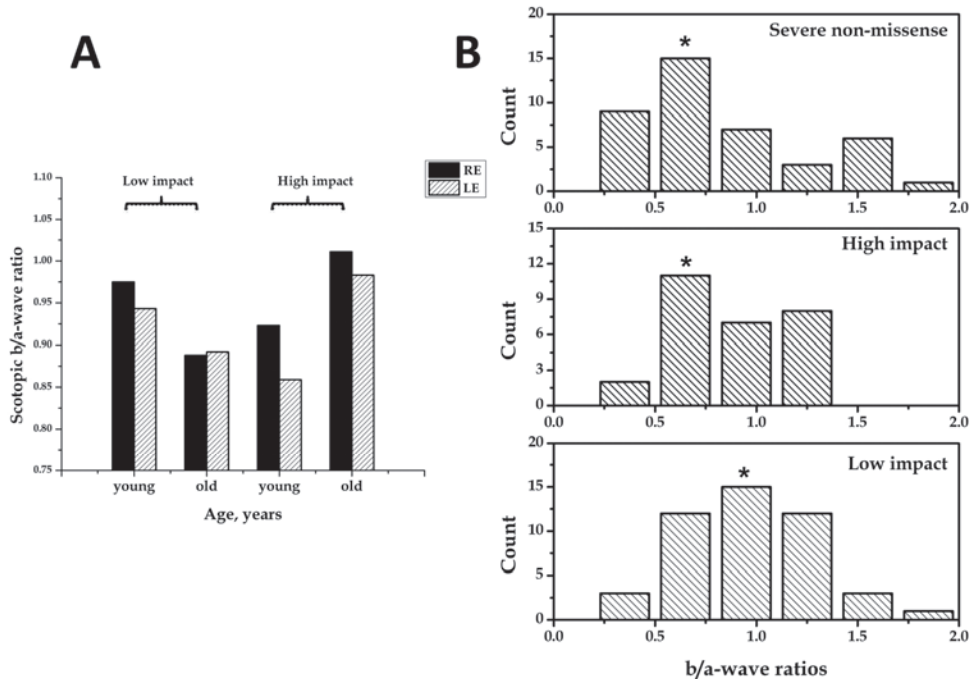 A
RE
LE
Low impact
High impact
1.10
1.05
1.00
0.95
0.90
0.85
0.80
0.75
Scotopic b/a-wave ratio
young old young old
Age, years
B
Severe non-missense
*
20
15
10
5
0
Count
0.0 0.5 1.0 1.5 2.0
High impact
*
15
12
9
6
3
0
Count
0.0 0.5 1.0 1.5 2.0
Low impact
*
20
15
10
5
0
Count
0.0 0.5 1.0 1.5 2.0
b/a-wave ratios